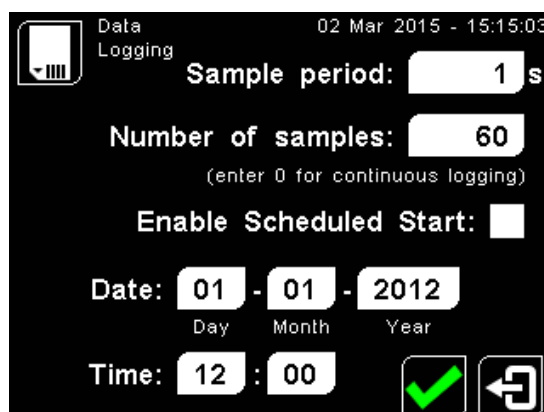 Data 02 Mar 2015 - 15:15:03
Logging
Sample period: 1 s
Number of samples: 60
(enter 0 for continuous logging)
Enable Scheduled Start:
Date: 01 - 01 - 2012
Day Month Year
Time: 12 : 00